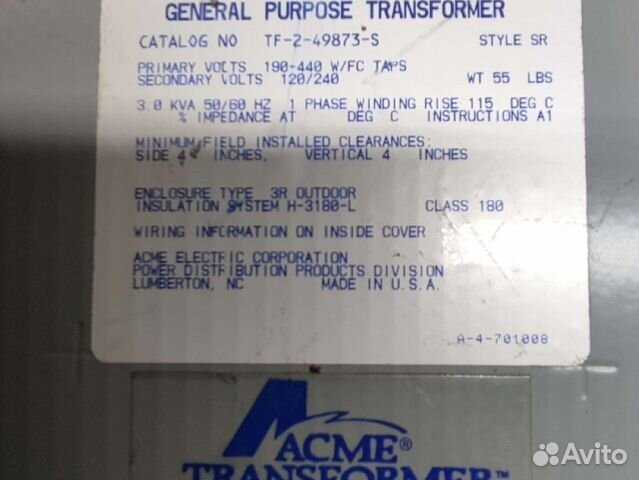 GENERAL PURPOSE TRANSFORMER
CATALOG NO TF-2-49873-S STYLE SR
PRIMARY VOLTS 190-440 W/FC TAPS
SECONDARY VOLTS 120/240 WT 55 LBS
3.0 KVA 50/60 HZ 1 PHASE WINDING RISE 115 DEG C
% IMPEDANCE AT DEG C INSTRUCTIONS A1
MINIMUM FIELD INSTALLED CLEARANCES:
SIDE 4 INCHES, VERTICAL 4 INCHES
ENCLOSURE TYPE 3R OUTDOOR
INSULATION SYSTEM H-3180-L CLASS 180
WIRING INFORMATION ON INSIDE COVER
ACME ELECTRIC CORPORATION
POWER DISTRIBUTION PRODUCTS DIVISION
LUMBERTON, NC MADE IN U.S.A.
A-4-701008
ACME®
TRANSFORMER™
Avito